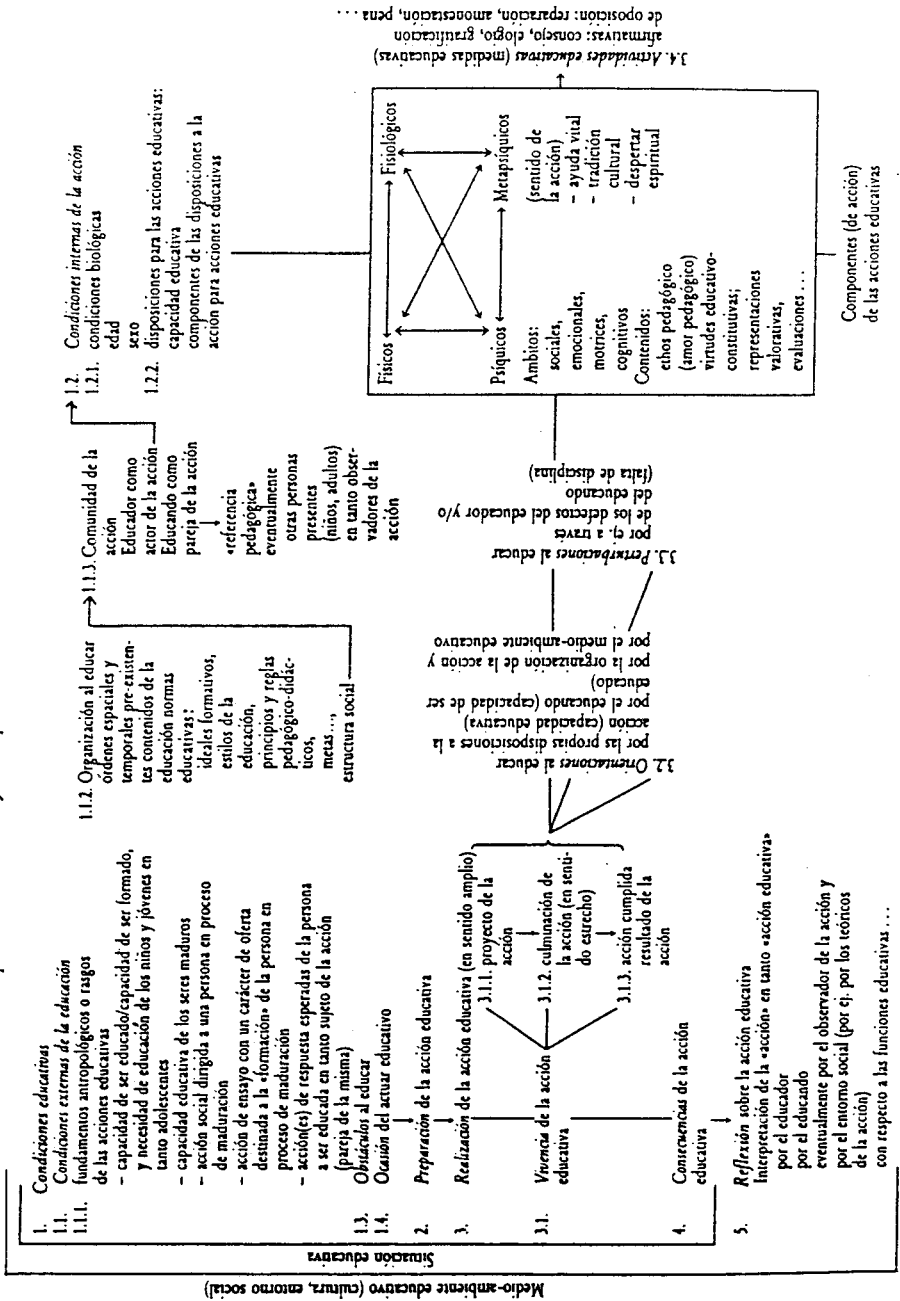 Medio-ambiente educativo (cultura, entorno social)
Situación educativa
1. Condiciones educativas
1.1. Condiciones externas de la educación
1.1.1. fundamentos antropológicos o rasgos
de las acciones educativas
- capacidad de ser educado/capacidad de ser formado,
y necesidad de educación de los niños y jóvenes en
tanto adolescentes
- capacidad educativa de los seres maduros
- acción social dirigida a una persona en proceso
de maduración
- acción de ensayo con un carácter de oferta
destinada a la «formación» de la persona en
proceso de maduración
- acción(es) de respuesta esperadas de la persona
a ser educada en tanto sujeto de la acción
(pareja de la misma)
1.3. Obstáculos al educar
1.4. Ocasión del actuar educativo
2. Preparación de la acción educativa
3. Realización de la acción educativa (en sentido amplio)
3.1. Vivencia de la acción
educativa
3.1.1. proyecto de la
acción
3.1.2. culminación de
la acción (en senti-
do estrecho)
3.1.3. acción cumplida
resultado de la
acción
4. Consecuencias de la acción
educativa
5. Reflexión sobre la acción educativa
Interpretación de la «acción» en tanto «acción educativa»
por el educador
por el educado
eventualmente por el observador de la acción y
por el entorno social (por ej. por los teóricos
de la acción)
con respecto a las funciones educativas ...
1.1.2. Organización al educar
órdenes espaciales y
temporales pre-existen-
tes contenidos de la
educación normas
educativas:
ideales formativos,
estilos de la
educación,
principios y reglas
pedagógico-didác-
ticos,
metas...,
estructura social
1.1.3. Comunidad de la
acción
Educador como
actor de la acción
Educando como
pareja de la acción
«referencia
pedagógica»
eventualmente
otras personas
presentes
(niños, adultos)
en tanto obser-
vadores de la
acción
1.2. Condiciones internas de la acción
1.2.1. condiciones biológicas
edad
sexo
1.2.2. disposiciones para las acciones educativas:
capacidad educativa
componentes de las disposiciones a la
acción para acciones educativas
3.2. Orientaciones al educar
por las propias disposiciones a la
acción (capacidad educativa)
por el educando (capacidad de ser
educado)
por la organización de la acción y
por el medio-ambiente educativo
3.3. Perturbaciones al educar
por ej. a través
de los defectos del educador y/o
del educando
(falta de disciplina)
Físicos
Fisiológicos
Psíquicos
Metapsíquicos
Ambitos:
sociales,
emocionales,
motrices,
cognitivos
Contenidos:
ethos pedagógico
(amor pedagógico)
virtudes educativo-
constitutivas;
representaciones
valorativas,
evaluaciones ...
(sentido de
la acción)
- ayuda vital
- tradición
cultural
- despertar
espiritual
Componentes (de acción)
de las acciones educativas
3.4. Actividades educativas (medidas educativas)
afirmativas: consejo, elogio, gratificación
de oposición: reparación, amonestación, pena ...